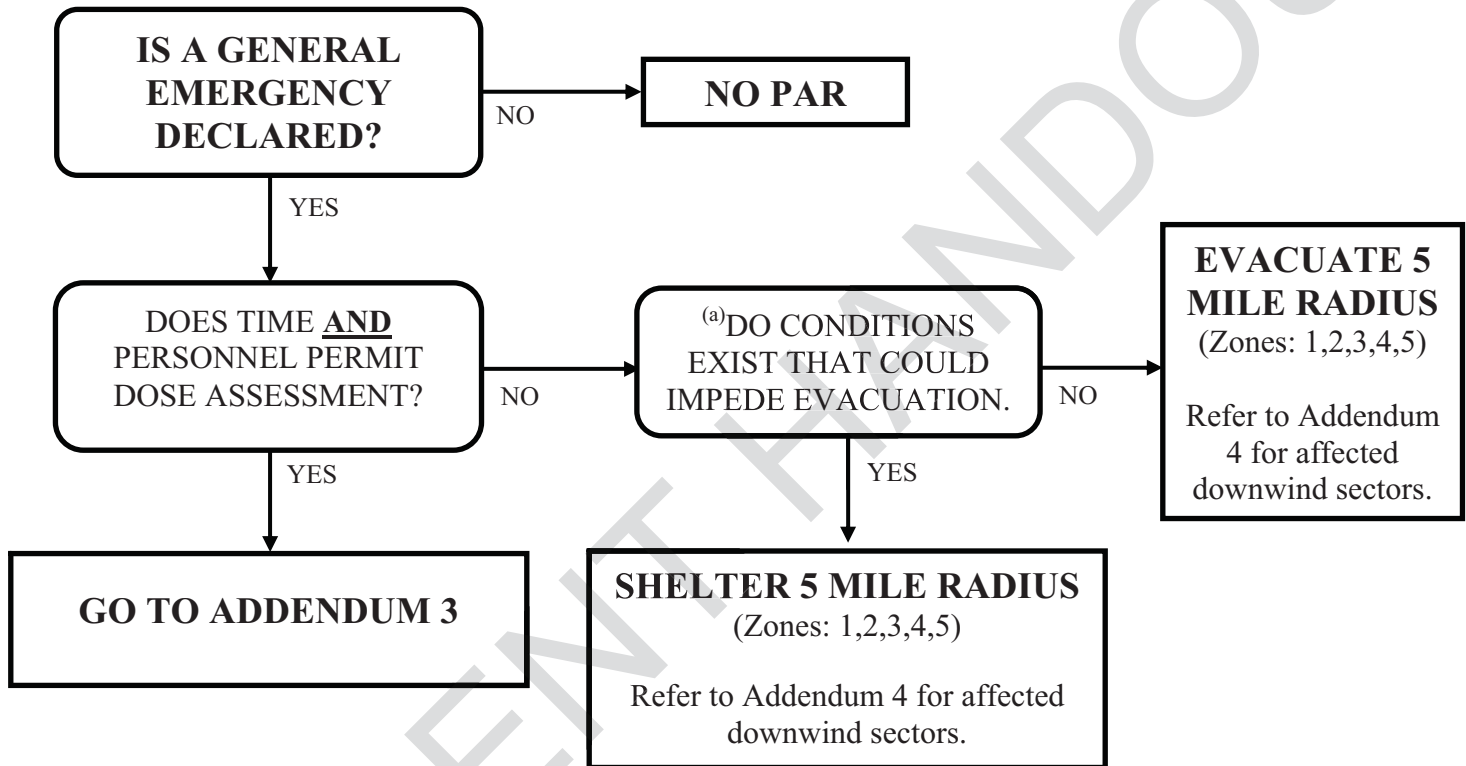 IS A GENERAL
EMERGENCY
DECLARED?
NO
NO PAR
YES
DOES TIME AND
PERSONNEL PERMIT
DOSE ASSESSMENT?
NO
(a)DO CONDITIONS
EXIST THAT COULD
IMPEDE EVACUATION.
NO
EVACUATE 5
MILE RADIUS
(Zones: 1,2,3,4,5)
Refer to Addendum
4 for affected
downwind sectors.
YES
YES
GO TO ADDENDUM 3
SHELTER 5 MILE RADIUS
(Zones: 1,2,3,4,5)
Refer to Addendum 4 for affected
downwind sectors.
ENT HANDO